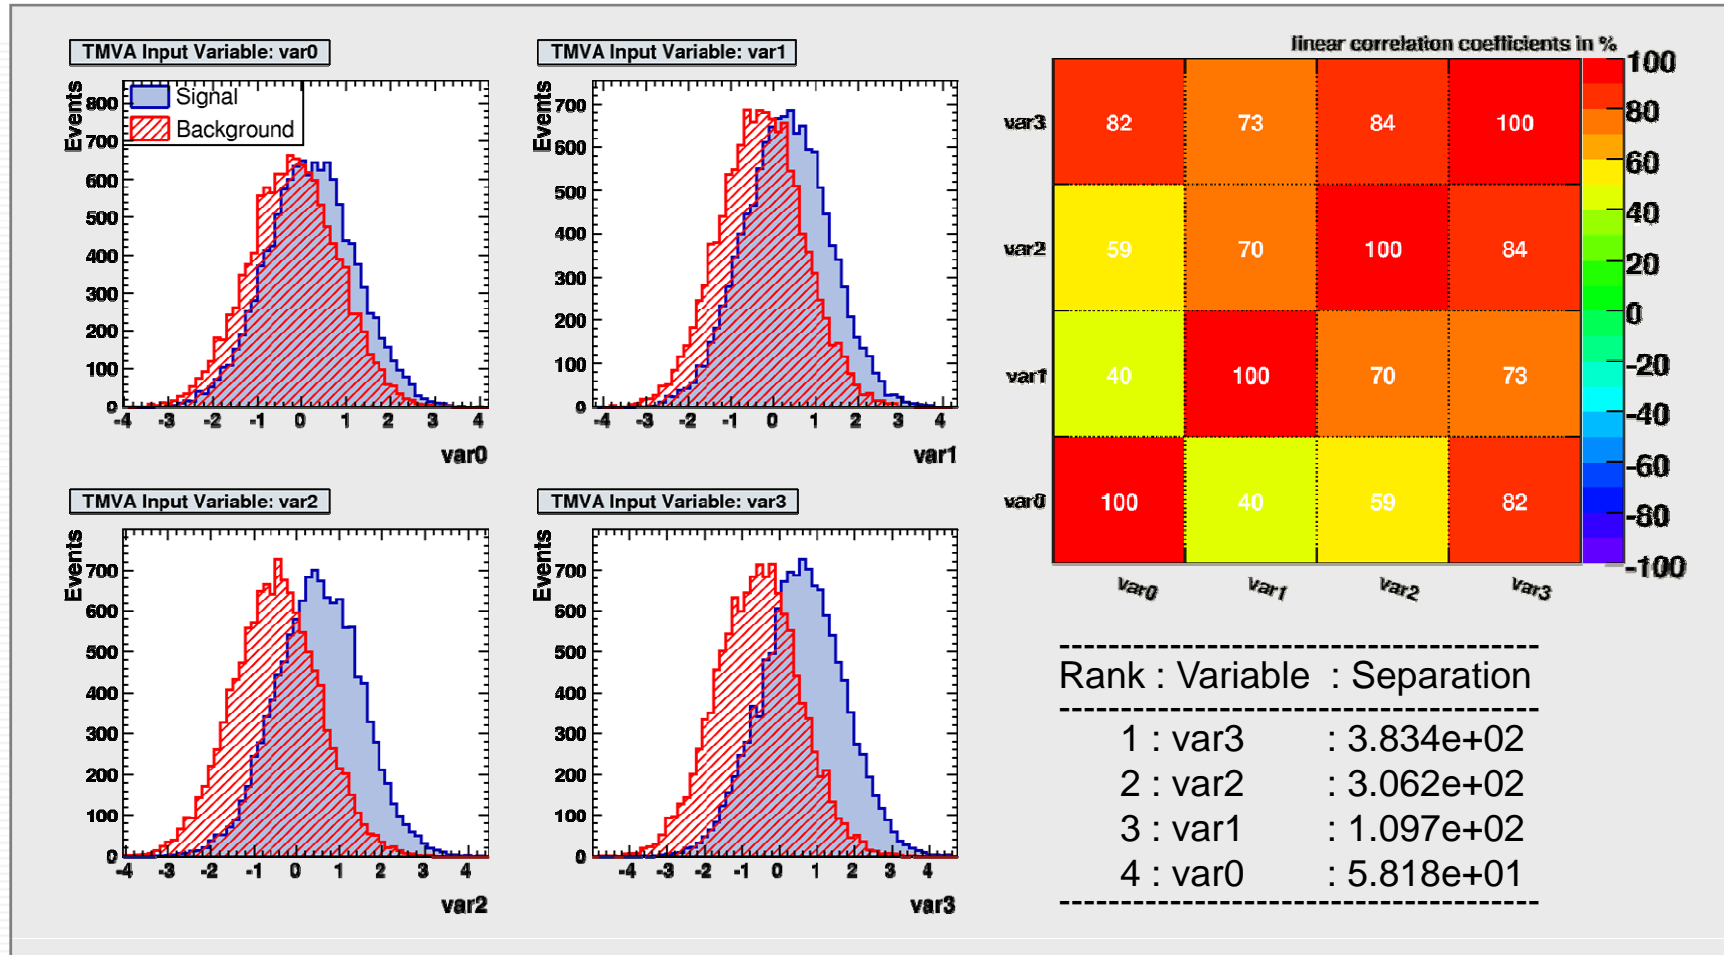 TMVA Input Variable: var0
Events
800
700
600
500
400
300
200
100
0
Signal
Background
-4 -3 -2 -1 0 1 2 3 4
var0
TMVA Input Variable: var1
Events
700
600
500
400
300
200
100
0
-4 -3 -2 -1 0 1 2 3 4
var1
linear correlation coefficients in %
var3 82 73 84 100
var2 59 70 100 84
var1 40 100 70 73
var0 100 40 59 82
var0 var1 var2 var3
100
80
60
40
20
0
-20
-40
-60
-80
-100
TMVA Input Variable: var2
Events
700
600
500
400
300
200
100
0
-4 -3 -2 -1 0 1 2 3 4
var2
TMVA Input Variable: var3
Events
700
600
500
400
300
200
100
0
-4 -3 -2 -1 0 1 2 3 4
var3
--------------------------------------------
Rank : Variable : Separation
--------------------------------------------
1 : var3 : 3.834e+02
2 : var2 : 3.062e+02
3 : var1 : 1.097e+02
4 : var0 : 5.818e+01
--------------------------------------------